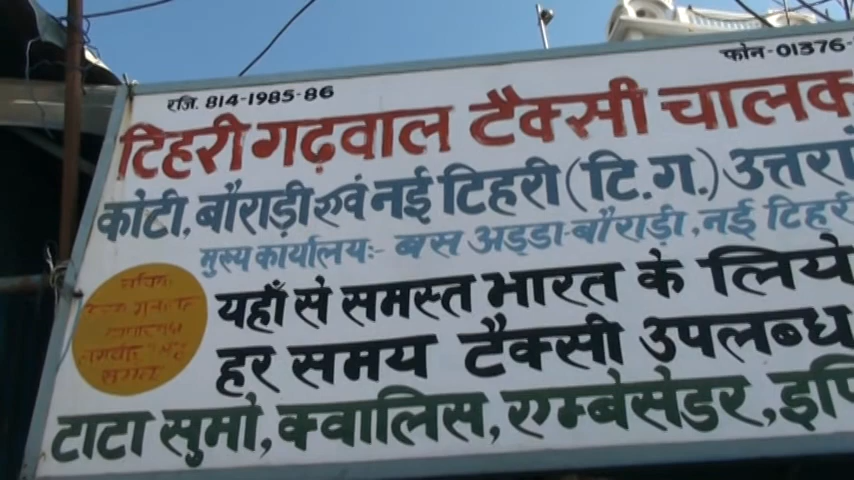 रजि. 814-1985-86
फोन-01376-
टिहरी गढ़वाल टैक्सी चालक
कोटी, बौराड़ी एवं नई टिहरी (टि.ग.) उत्तरां
मुख्य कार्यालयः- बस अड्डा-बौराड़ी, नई टिहरी
यहाँ से समस्त भारत के लिये
हर समय टैक्सी उपलब्ध
टाटा सुमो, क्वालिस, एम्बेसेडर, इण्डि